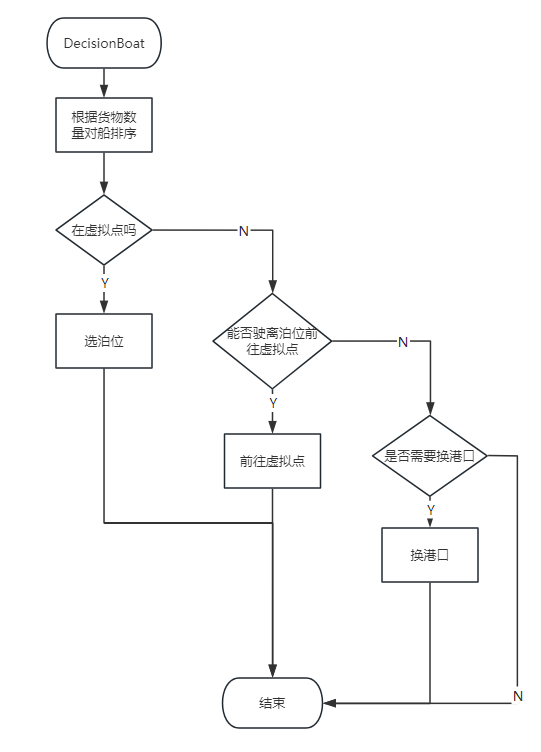 DecisionBoat
根据货物数
量对船排序
在虚拟点吗
N
Y
选泊位
能否驶离泊位前
往虚拟点
N
Y
前往虚拟点
是否需要换港口
Y
换港口
N
结束